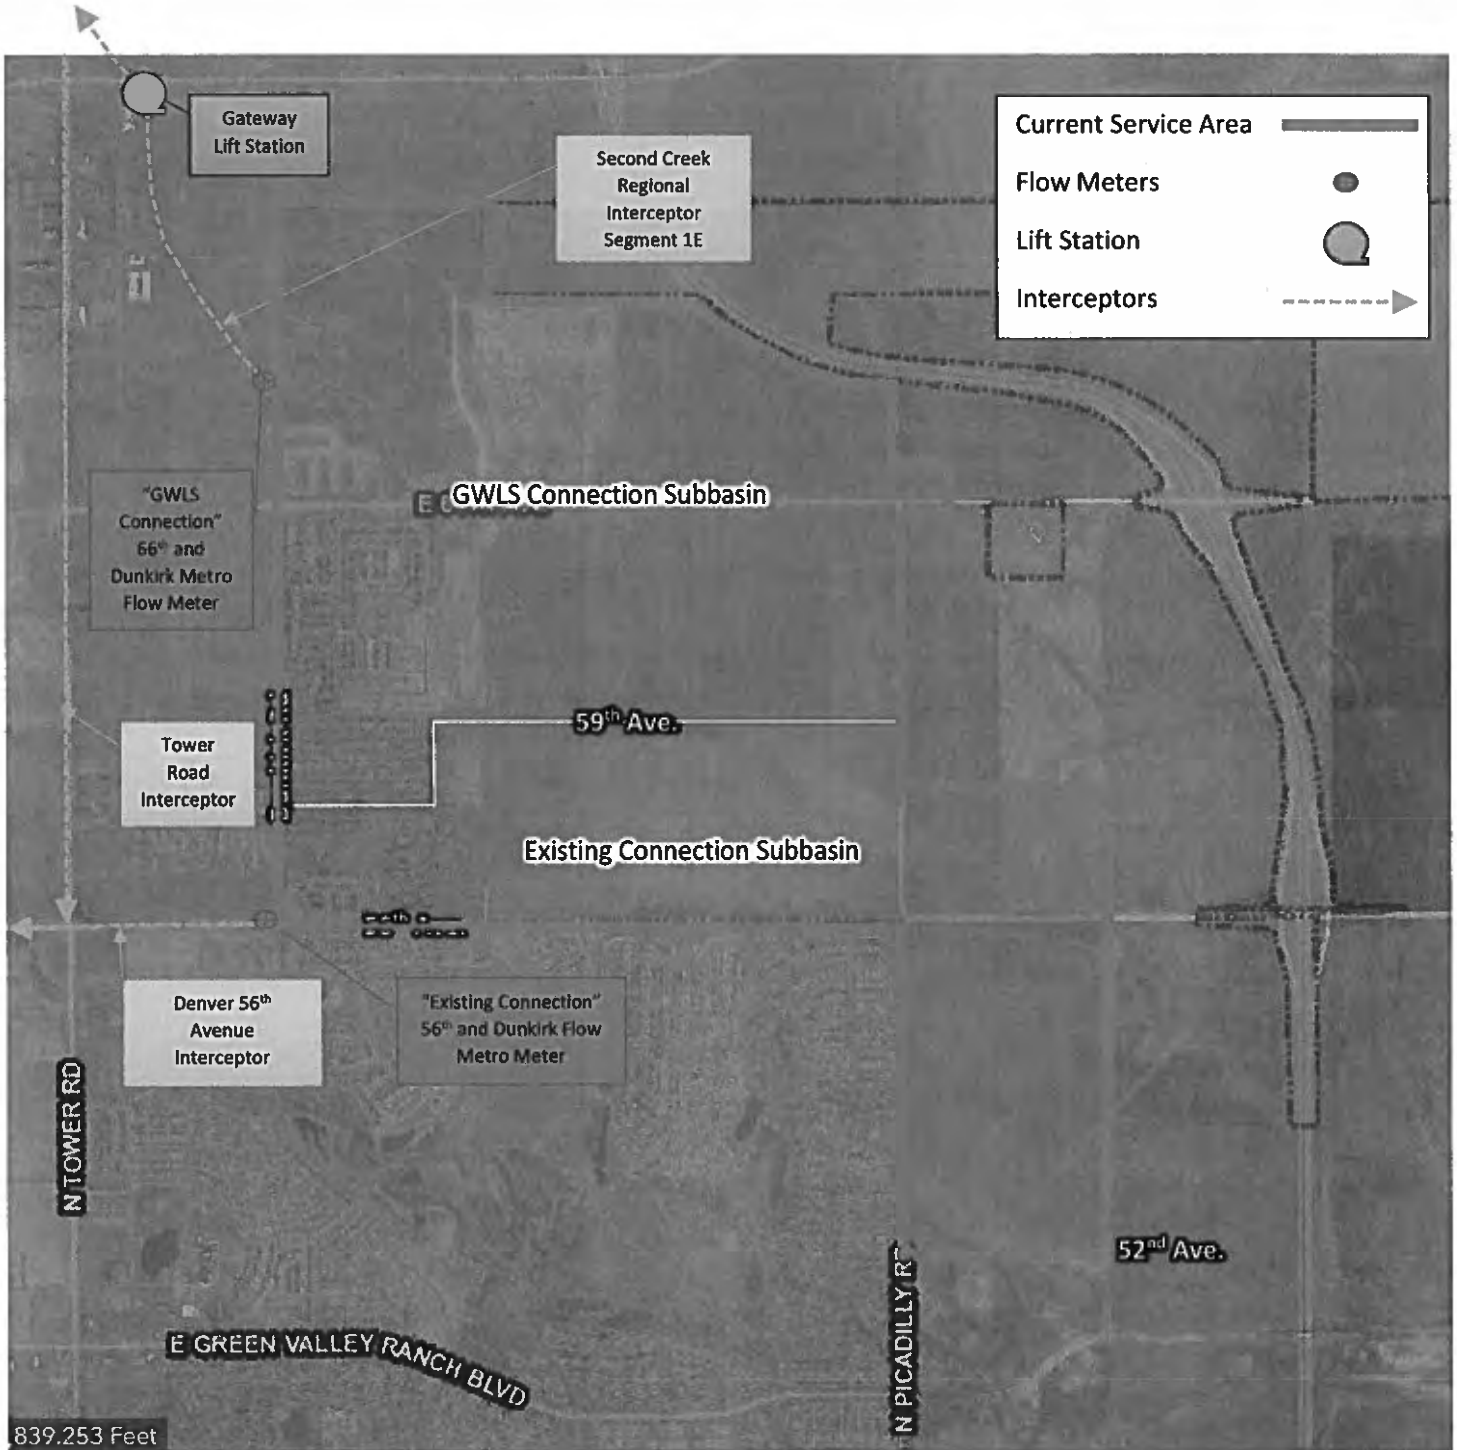 Gateway
Lift Station
Second Creek
Regional
Interceptor
Segment 1E
Current Service Area
Flow Meters
Lift Station
Interceptors
"GWLS
Connection"
66th and
Dunkirk Metro
Flow Meter
E
GWLS Connection Subbasin
59th Ave.
Tower
Road
Interceptor
Existing Connection Subbasin
Denver 56th
Avenue
Interceptor
"Existing Connection"
56th and Dunkirk Flow
Metro Meter
N TOWER RD
52nd Ave.
N PICADILLY R
E GREEN VALLEY RANCH BLVD
839.253 Feet